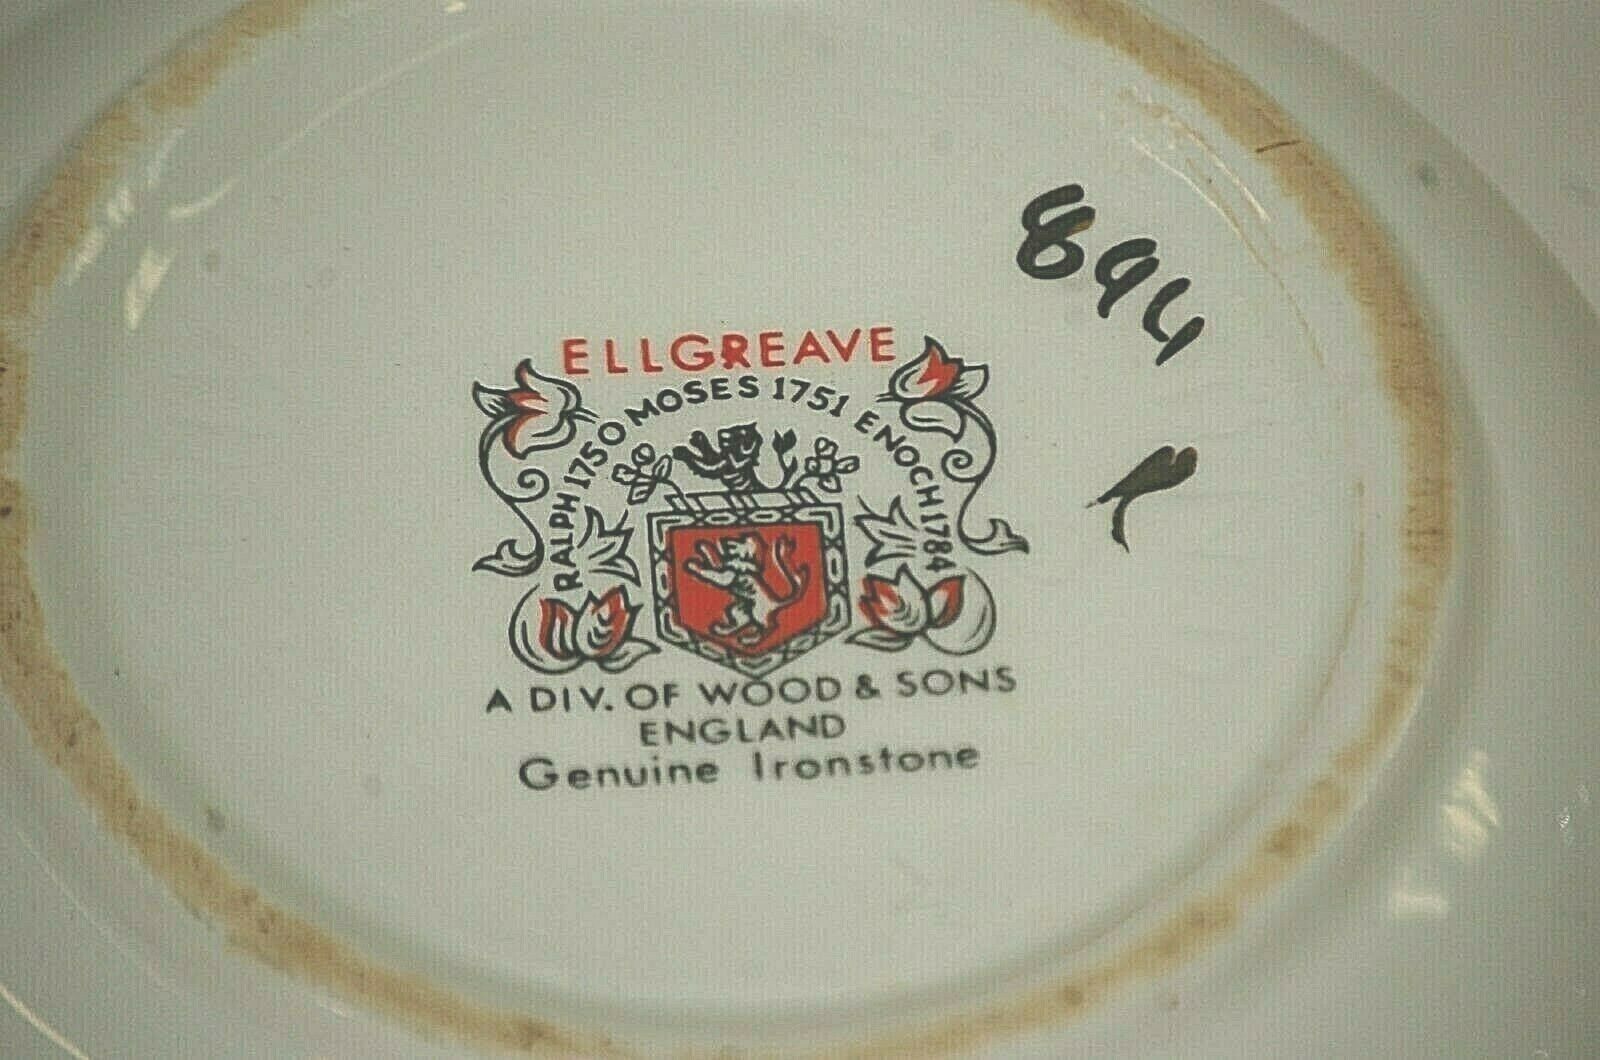 ELLGREAVE
RALPH 1750 MOSES 1751 ENOCH 1784
A DIV. OF WOOD & SONS
ENGLAND
Genuine Ironstone
894